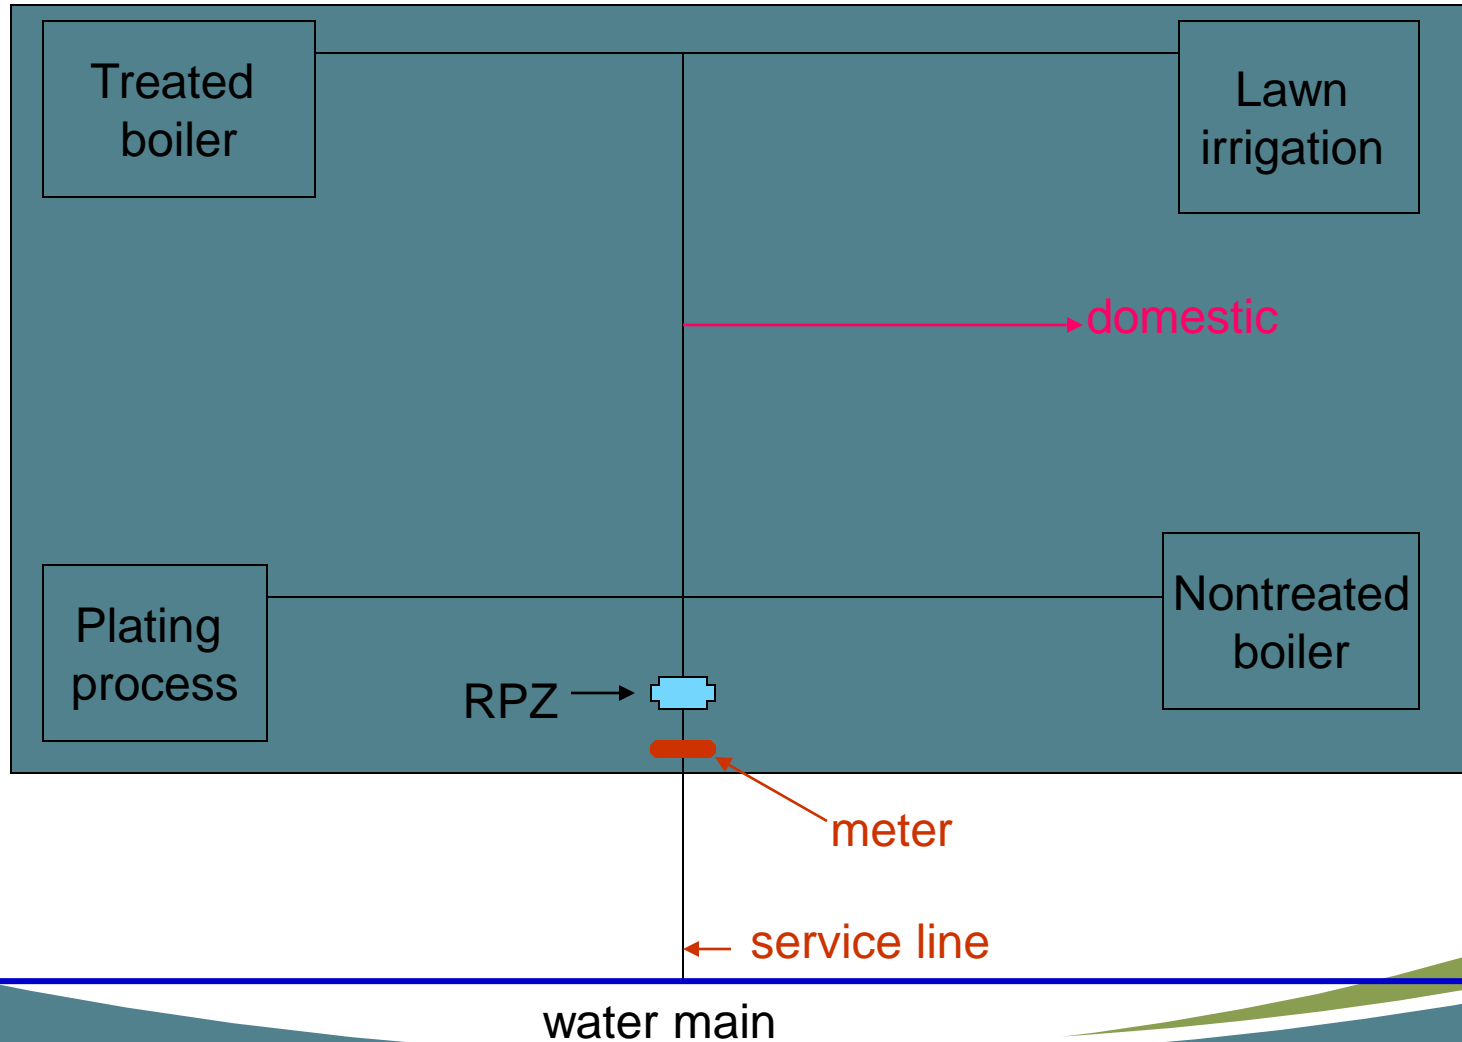 Treated
boiler
Lawn
irrigation
domestic
Plating
process
Nontreated
boiler
RPZ
meter
service line
water main